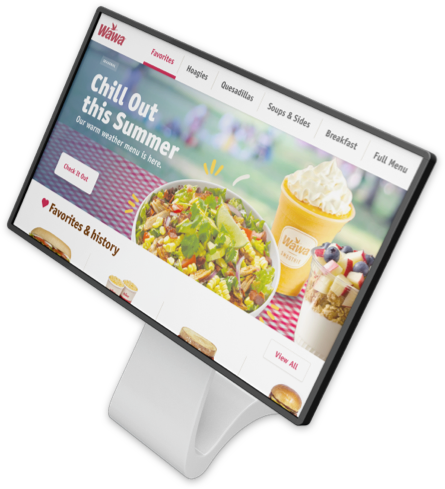 Wawa
Favorites
Hoagies
Quesadillas
Soups & Sides
Breakfast
Full Menu
Chill Out
this Summer
Our warm weather menu is here.
Check It Out
Wawa
Favorites & history
View All